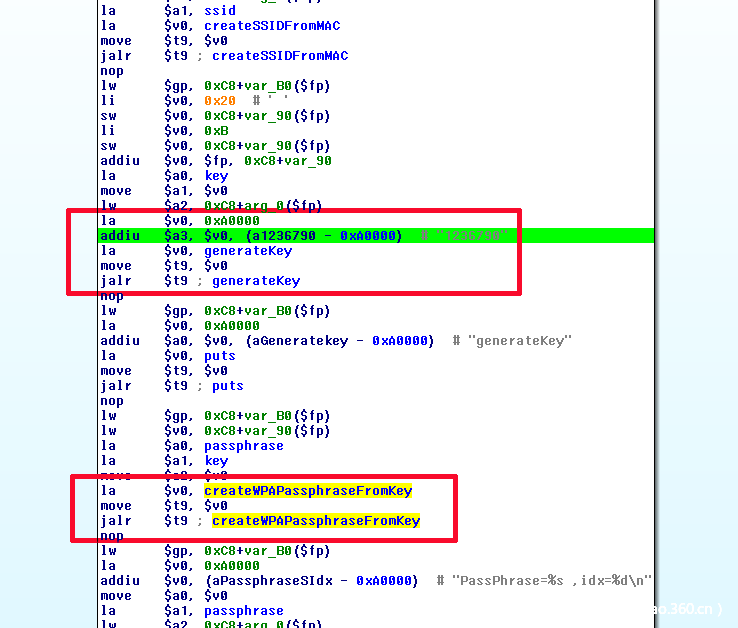 la $a1, ssid
la $v0, createSSIDFromMAC
move $t9, $v0
jalr $t9 ; createSSIDFromMAC
nop
lw $gp, 0xC8+var_B0($fp)
li $v0, 0x20 # ' '
sw $v0, 0xC8+var_90($fp)
li $v0, 0xB
sw $v0, 0xC8+var_90($fp)
addiu $v0, $fp, 0xC8+var_90
la $a0, key
move $a1, $v0
lw $a2, 0xC8+arg_0($fp)
la $v0, 0xA0000
addiu $a3, $v0, (a1236790 - 0xA0000) # "1236790"
la $v0, generateKey
move $t9, $v0
jalr $t9 ; generateKey
nop
lw $gp, 0xC8+var_B0($fp)
la $v0, 0xA0000
addiu $a0, $v0, (aGeneratekey - 0xA0000) # "generateKey"
la $v0, puts
move $t9, $v0
jalr $t9 ; puts
nop
lw $gp, 0xC8+var_B0($fp)
lw $v0, 0xC8+var_90($fp)
la $a0, passphrase
la $a1, key
move $a2, $v0
la $v0, createWPAPassphraseFromKey
move $t9, $v0
jalr $t9 ; createWPAPassphraseFromKey
nop
lw $gp, 0xC8+var_B0($fp)
la $v0, 0xA0000
addiu $v0, (aPassphraseSIdx - 0xA0000) # "PassPhrase=%s ,idx=%d\n"
move $a0, $v0
la $a1, passphrase
lw $a2, 0xC8+arg_0($fp)
ao.360.cn )